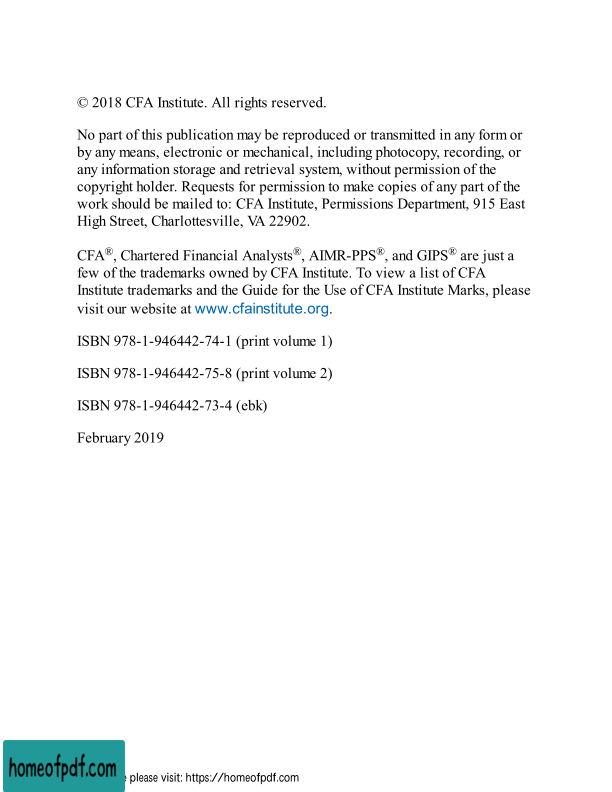 © 2018 CFA Institute. All rights reserved.
No part of this publication may be reproduced or transmitted in any form or
by any means, electronic or mechanical, including photocopy, recording, or
any information storage and retrieval system, without permission of the
copyright holder. Requests for permission to make copies of any part of the
work should be mailed to: CFA Institute, Permissions Department, 915 East
High Street, Charlottesville, VA 22902.
CFA®, Chartered Financial Analysts®, AIMR-PPS®, and GIPS® are just a
few of the trademarks owned by CFA Institute. To view a list of CFA
Institute trademarks and the Guide for the Use of CFA Institute Marks, please
visit our website at www.cfainstitute.org.
ISBN 978-1-946442-74-1 (print volume 1)
ISBN 978-1-946442-75-8 (print volume 2)
ISBN 978-1-946442-73-4 (ebk)
February 2019
homeofpdf.com
please visit: https://homeofpdf.com